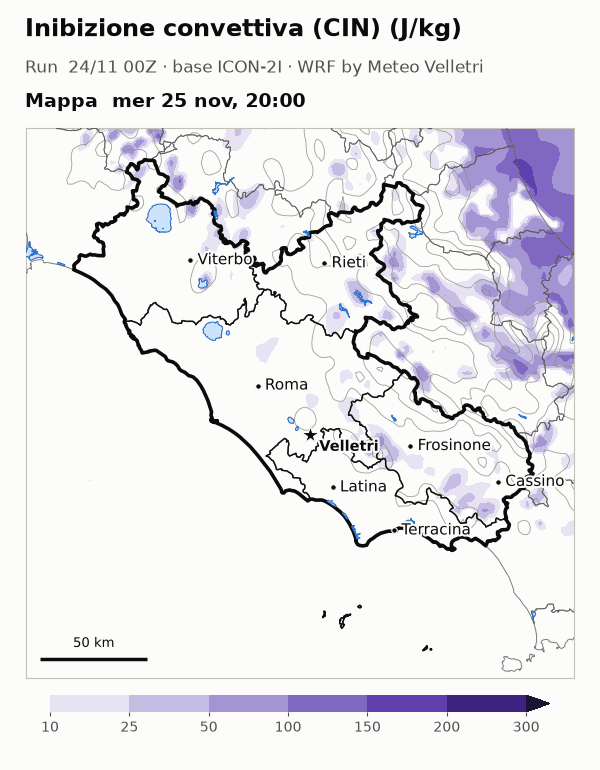 Inibizione convettiva (CIN) (J/kg)
Run  24/11 00Z · base ICON-2I · WRF by Meteo Velletri
Mappa  mer 25 nov, 20:00
Viterbo
Rieti
Roma
Velletri
Frosinone
Latina
Cassino
Terracina
50 km
10 25 50 100 150 200 300